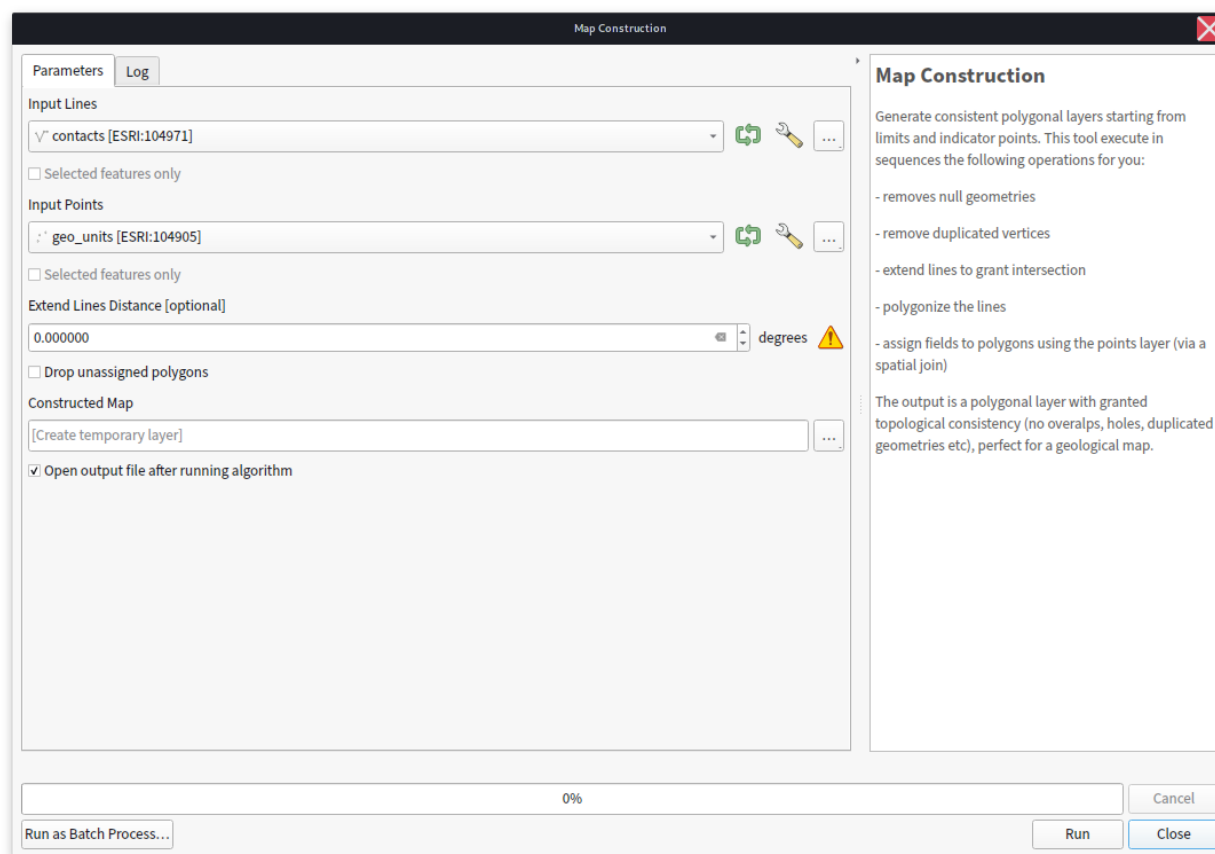 Map Construction
Parameters
Log
Input Lines
contacts [ESRI:104971]
...
Selected features only
Input Points
geo_units [ESRI:104905]
...
Selected features only
Extend Lines Distance [optional]
0.000000
degrees
Drop unassigned polygons
Constructed Map
[Create temporary layer]
...
Open output file after running algorithm
Map Construction
Generate consistent polygonal layers starting from
limits and indicator points. This tool execute in
sequences the following operations for you:
- removes null geometries
- remove duplicated vertices
- extend lines to grant intersection
- polygonize the lines
- assign fields to polygons using the points layer (via a
spatial join)
The output is a polygonal layer with granted
topological consistency (no overalps, holes, duplicated
geometries etc), perfect for a geological map.
0%
Cancel
Run as Batch Process...
Run
Close